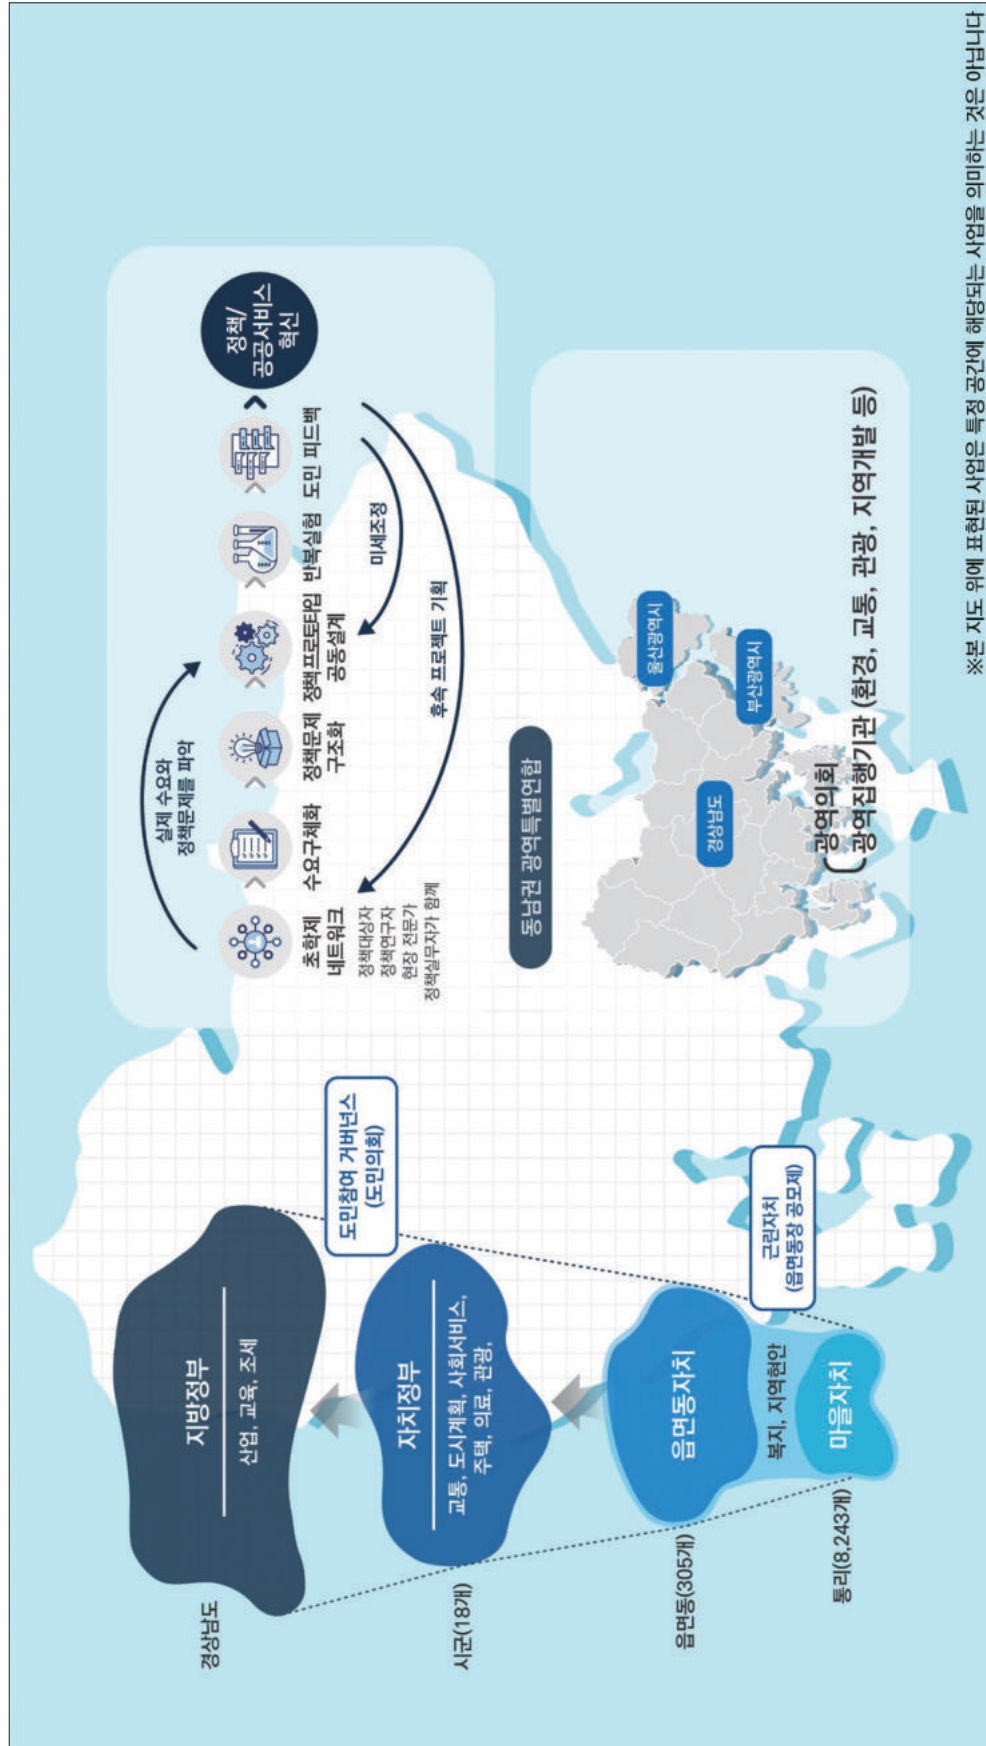 경상남도
지방정부
산업, 교육, 조세
도민참여 거버넌스
(도민의회)
시군(18개)
자치정부
교통, 도시계획, 사회서비스,
주택, 의료, 관광,
읍면동(305개)
읍면동자치
복지, 지역현안
근린자치
(읍면동장 공모제)
통리(8,243개)
마을자치
실제 수요와
정책문제를 파악
초학제
네트워크
정책대상자
정책연구자
현장 전문가
정책실무자가 함께
수요구체화
정책문제
구조화
정책프로토타입
공동설계
반복실험
도민 피드백
정책/
공공서비스
혁신
미세조정
후속 프로젝트 기획
동남권 광역특별연합
울산광역시
경상남도
부산광역시
광역의회
광역집행기관 (환경, 교통, 관광, 지역개발 등)
※본 지도 위에 표현된 사업은 특정 공간에 해당되는 사업을 의미하는 것은 아닙니다